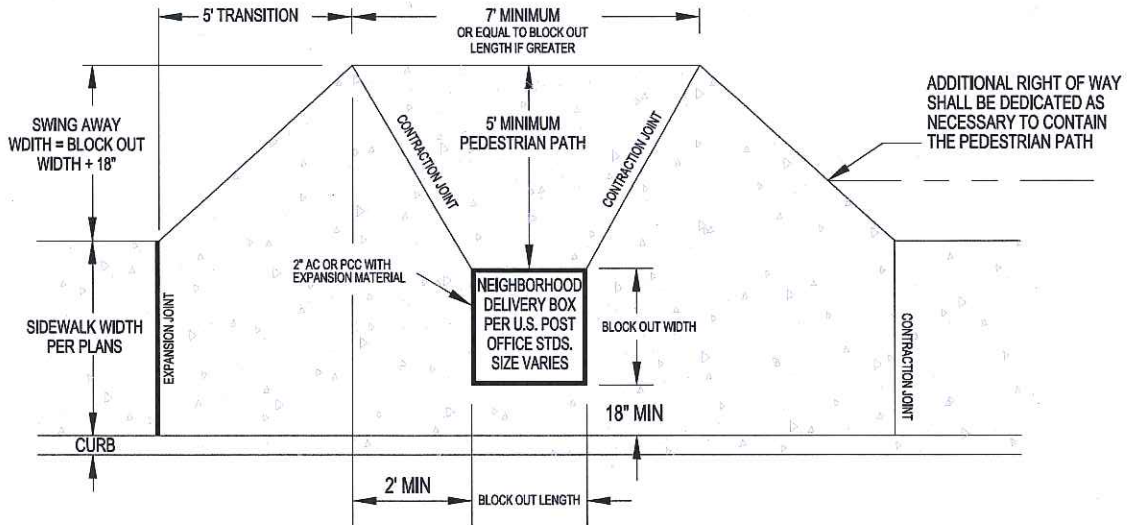 5' TRANSITION
7' MINIMUM
OR EQUAL TO BLOCK OUT
LENGTH IF GREATER
SWING AWAY
WDITH = BLOCK OUT
WIDTH + 18"
CONTRACTION JOINT
5' MINIMUM
PEDESTRIAN PATH
CONTRACTION JOINT
ADDITIONAL RIGHT OF WAY
SHALL BE DEDICATED AS
NECESSARY TO CONTAIN
THE PEDESTRIAN PATH
2" AC OR PCC WITH
EXPANSION MATERIAL
SIDEWALK WIDTH
PER PLANS
EXPANSION JOINT
NEIGHBORHOOD
DELIVERY BOX
PER U.S. POST
OFFICE STDS.
SIZE VARIES
BLOCK OUT WIDTH
CONTRACTION JOINT
18" MIN
CURB
2' MIN
BLOCK OUT LENGTH